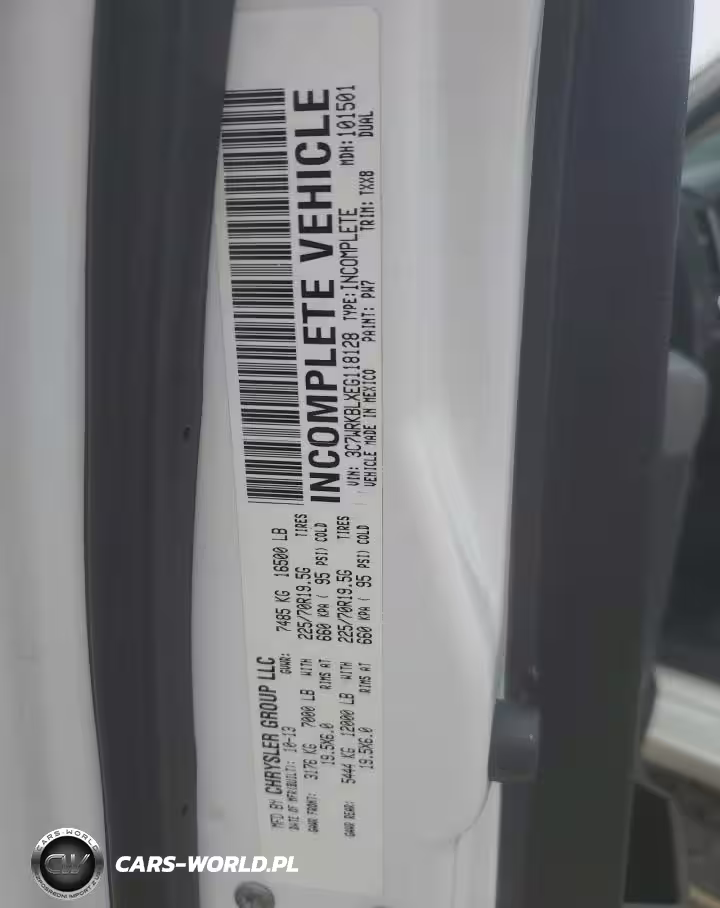 MFD BY CHRYSLER GROUP LLC
DATE OF MFR(BUILT): 10-13 GVWR: 7485 KG 16500 LB
GAWR FRONT: 3176 KG 7000 LB WITH 225/70R19.5G TIRES
19.5X6.0 RIMS AT 660 KPA ( 95 PSI) COLD
GAWR REAR: 5444 KG 12000 LB WITH 225/70R19.5G TIRES
19.5X6.0 RIMS AT 660 KPA ( 95 PSI) COLD
INCOMPLETE VEHICLE
VIN: 3C7WRKBLXEG118128 TYPE:INCOMPLETE MDH:101501
VEHICLE MADE IN MEXICO PAINT: PW7 TRIM: TXX8 DUAL
CARS-WORLD
CW
CARS-WORLD.PL